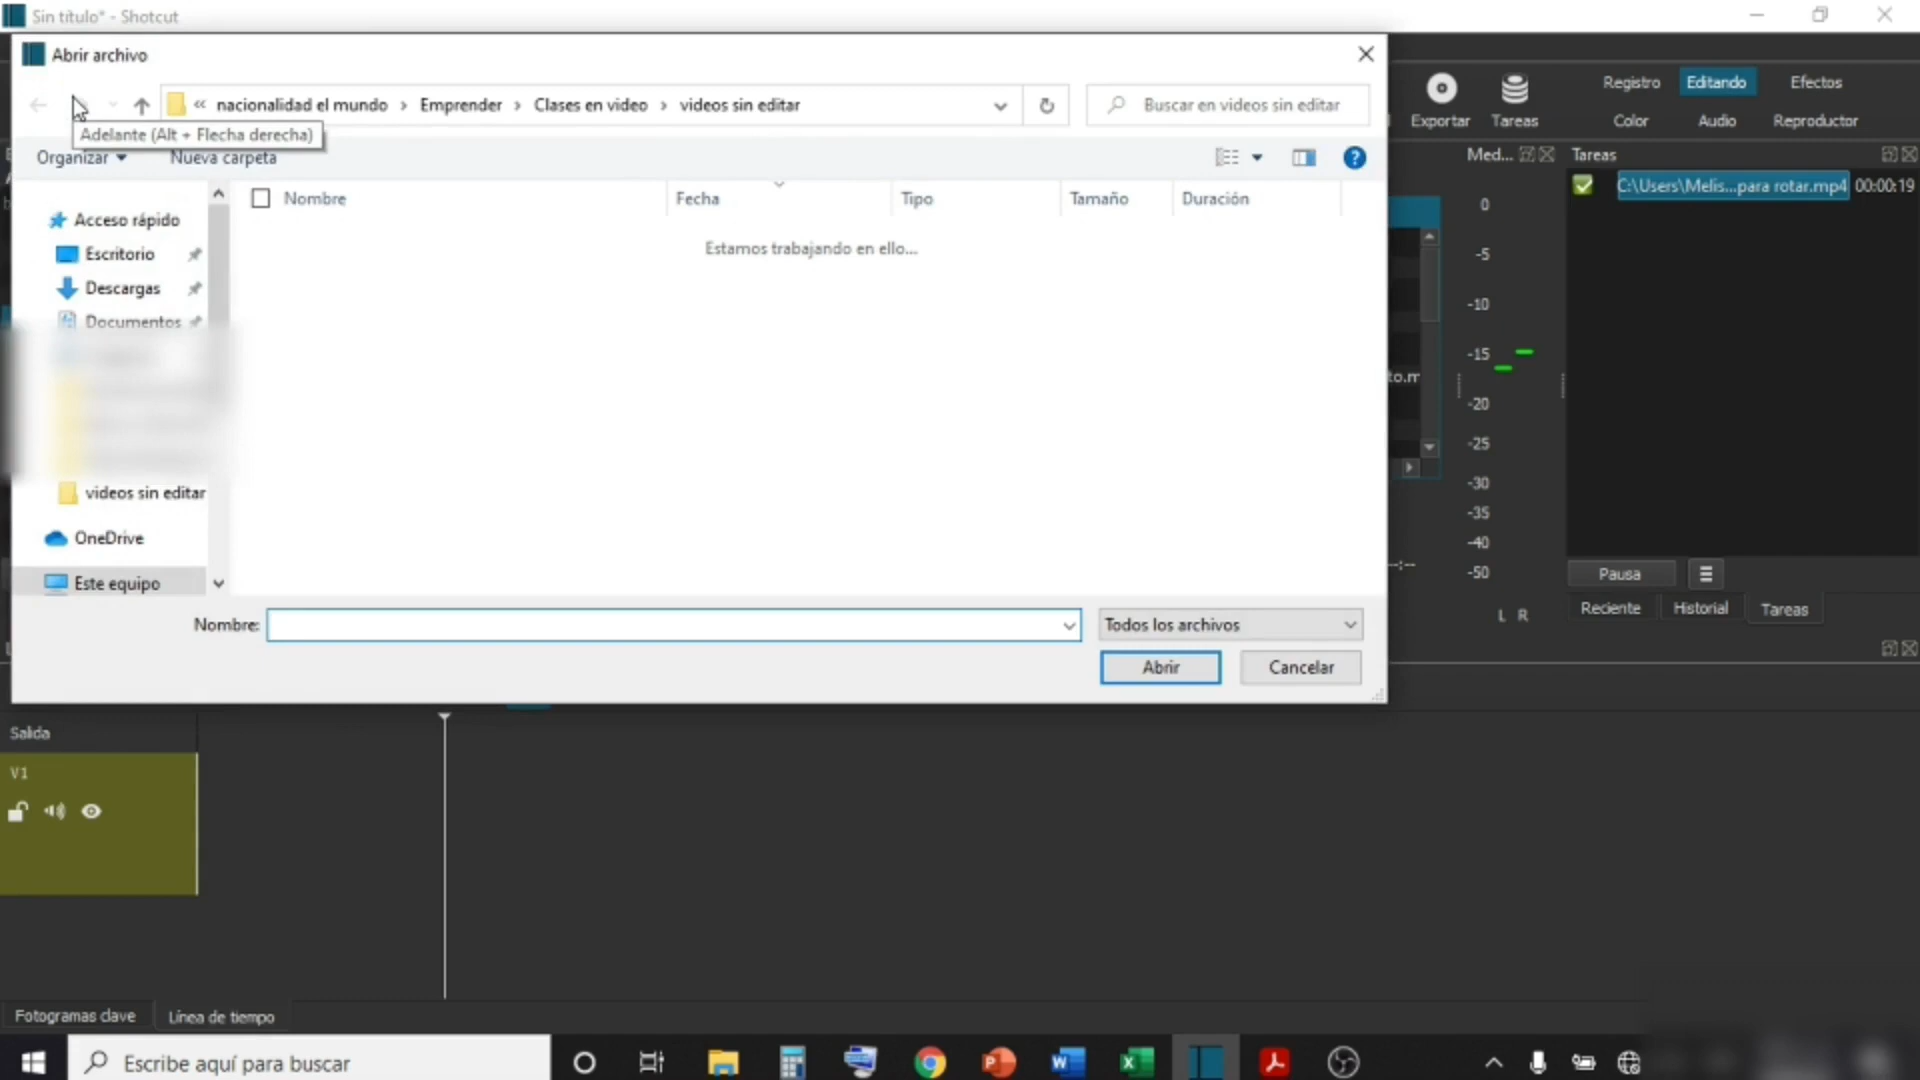 Sin título* - Shotcut
Abrir archivo
« nacionalidad el mundo › Emprender › Clases en video › videos sin editar
Buscar en videos sin editar
Adelante (Alt + Flecha derecha)
Organizar
Nueva carpeta
Nombre
Fecha
Tipo
Tamaño
Duración
Estamos trabajando en ello...
Acceso rápido
Escritorio
Descargas
Documentos
videos sin editar
OneDrive
Este equipo
Nombre:
Todos los archivos
Abrir
Cancelar
Exportar
Tareas
Registro
Editando
Efectos
Color
Audio
Reproductor
Med...
Tareas
C:\Users\Melis...para rotar.mp4
00:00:19
to.m
0
-5
-10
-15
-20
-25
-30
-35
-40
-50
L R
--:--
Pausa
Reciente
Historial
Tareas
Salida
V1
Fotogramas clave
Línea de tiempo
Escribe aquí para buscar